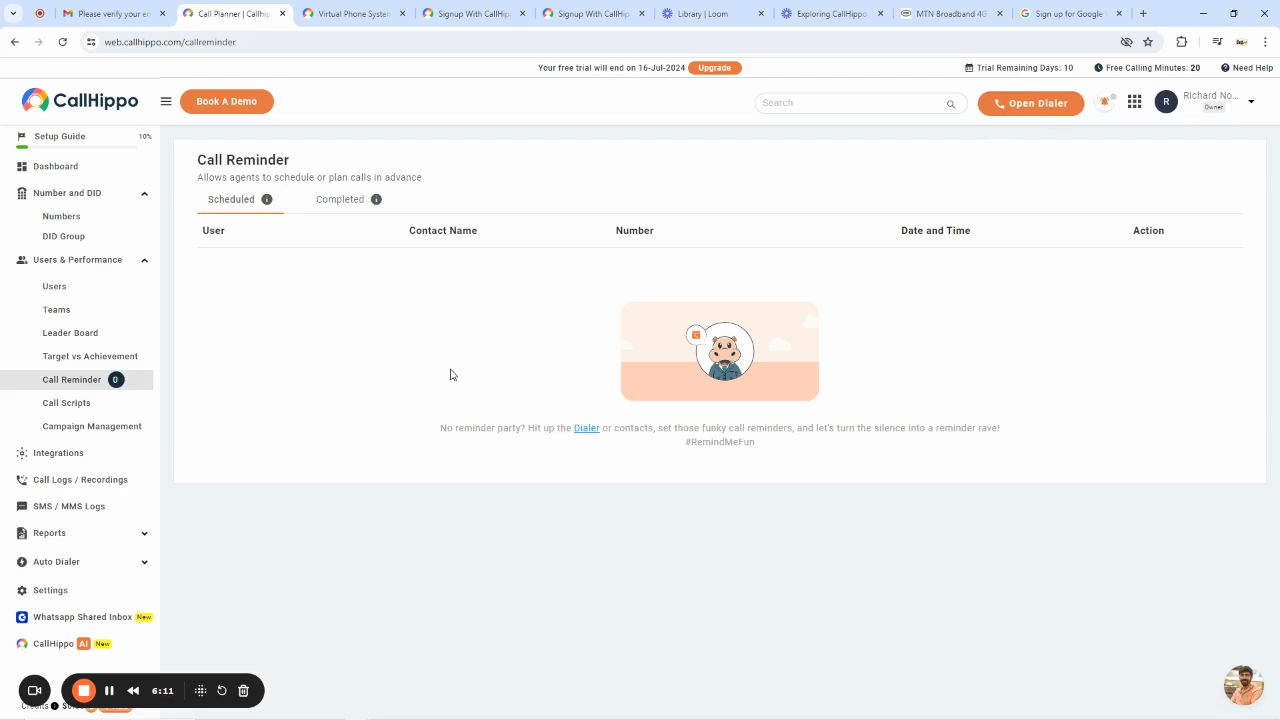 Please verify your en
Call Planner | Callhipp
Virtual Phone System
Signup With CallHip
Signup With CallHip
Library | Loom
Exploring CallHippo
MTN Broadband 4G
Sign up for Google
web.callhippo.com/callreminder
Your free trial will end on 16-Jul-2024 Upgrade
Trial Remaining Days: 10
Free Calling Minutes: 20
Need Help
CallHippo
Book A Demo
Search
Open Dialer
R
Richard No...
Owner
Setup Guide 10%
Dashboard
Number and DID
Numbers
DID Group
Users & Performance
Users
Teams
Leader Board
Target vs Achievement
Call Reminder 0
Call Scripts
Campaign Management
Integrations
Call Logs / Recordings
SMS / MMS Logs
Reports
Auto Dialer
Settings
Whatsapp Shared Inbox New
CallHippo AI New
Call Reminder
Allows agents to schedule or plan calls in advance
Scheduled
Completed
User Contact Name Number Date and Time Action
No reminder party? Hit up the Dialer or contacts, set those funky call reminders, and let's turn the silence into a reminder rave!
#RemindMeFun
6:11
Credits